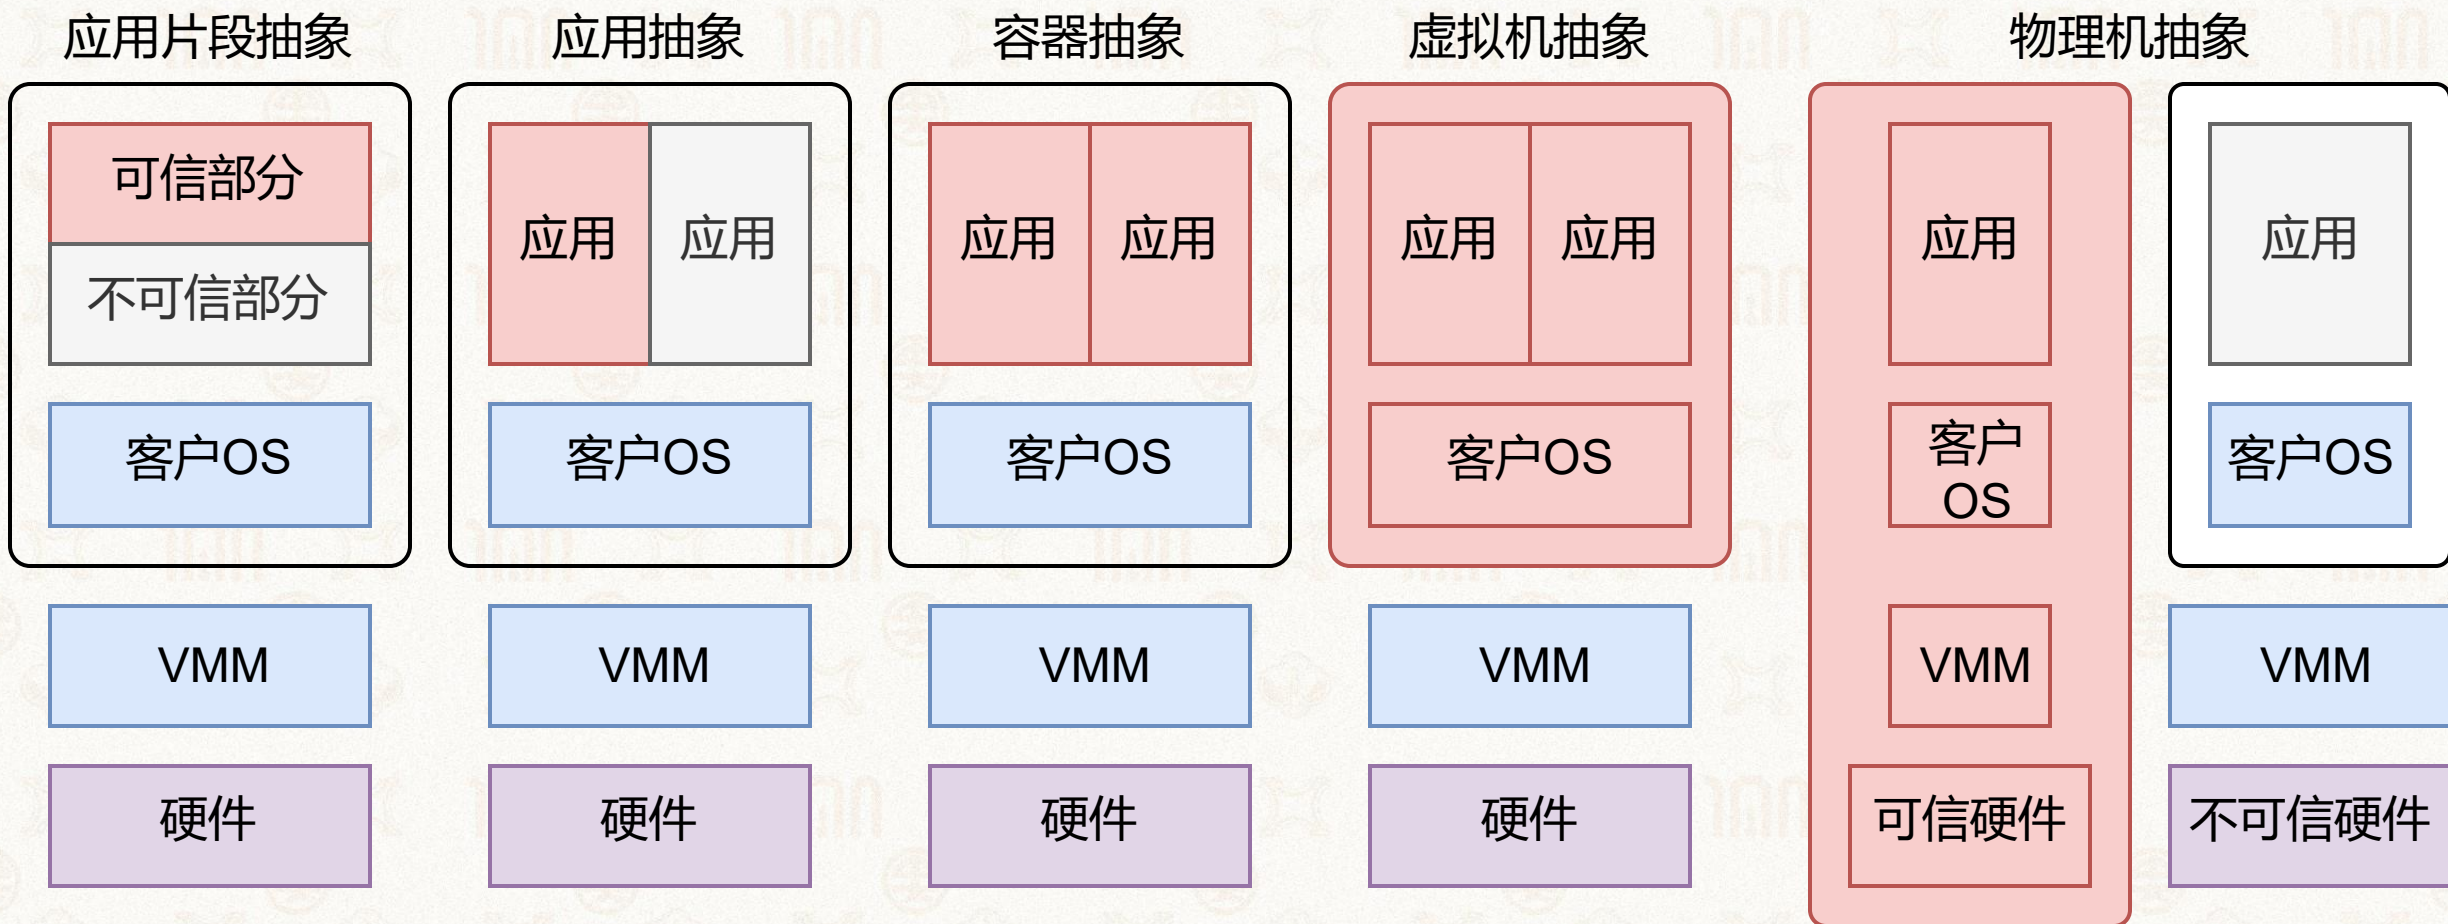 应用片段抽象
可信部分
不可信部分
客户OS
VMM
硬件
应用抽象
应用
应用
客户OS
VMM
硬件
容器抽象
应用
应用
客户OS
VMM
硬件
虚拟机抽象
应用
应用
客户OS
VMM
硬件
物理机抽象
应用
客户
OS
VMM
可信硬件
应用
客户OS
VMM
不可信硬件